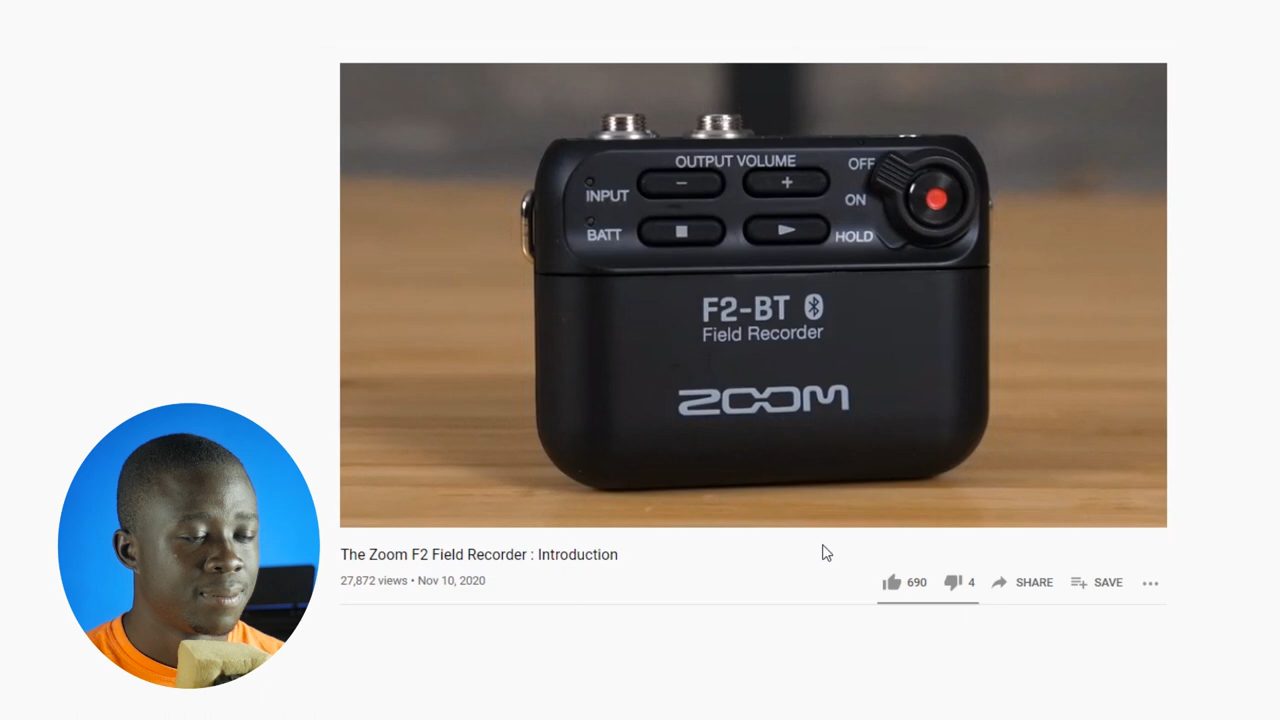 OUTPUT VOLUME
OFF
INPUT
ON
BATT
HOLD
F2-BT
Field Recorder
ZOOM
The Zoom F2 Field Recorder : Introduction
27,872 views • Nov 10, 2020
690 4 SHARE SAVE